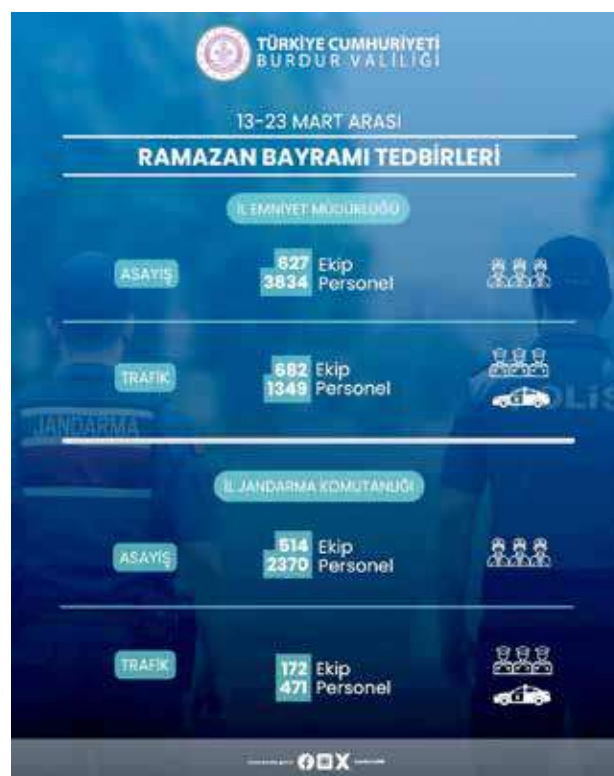 TÜRKİYE CUMHURİYETİ
BURDUR VALİLİĞİ
13-23 MART ARASI
RAMAZAN BAYRAMI TEDBİRLERİ
İL EMNİYET MÜDÜRLÜĞÜ
ASAYİŞ
627 Ekip
3834 Personel
TRAFİK
682 Ekip
1349 Personel
JANDARMA
POLİS
İL JANDARMA KOMUTANLIĞI
ASAYİŞ
514 Ekip
2370 Personel
TRAFİK
172 Ekip
471 Personel